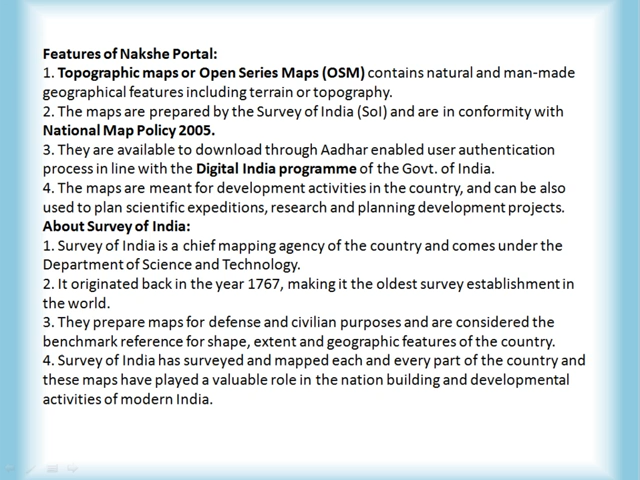 Features of Nakshe Portal:
1. Topographic maps or Open Series Maps (OSM) contains natural and man-made
geographical features including terrain or topography.
2. The maps are prepared by the Survey of India (SoI) and are in conformity with
National Map Policy 2005.
3. They are available to download through Aadhar enabled user authentication
process in line with the Digital India programme of the Govt. of India.
4. The maps are meant for development activities in the country, and can be also
used to plan scientific expeditions, research and planning development projects.
About Survey of India:
1. Survey of India is a chief mapping agency of the country and comes under the
Department of Science and Technology.
2. It originated back in the year 1767, making it the oldest survey establishment in
the world.
3. They prepare maps for defense and civilian purposes and are considered the
benchmark reference for shape, extent and geographic features of the country.
4. Survey of India has surveyed and mapped each and every part of the country and
these maps have played a valuable role in the nation building and developmental
activities of modern India.